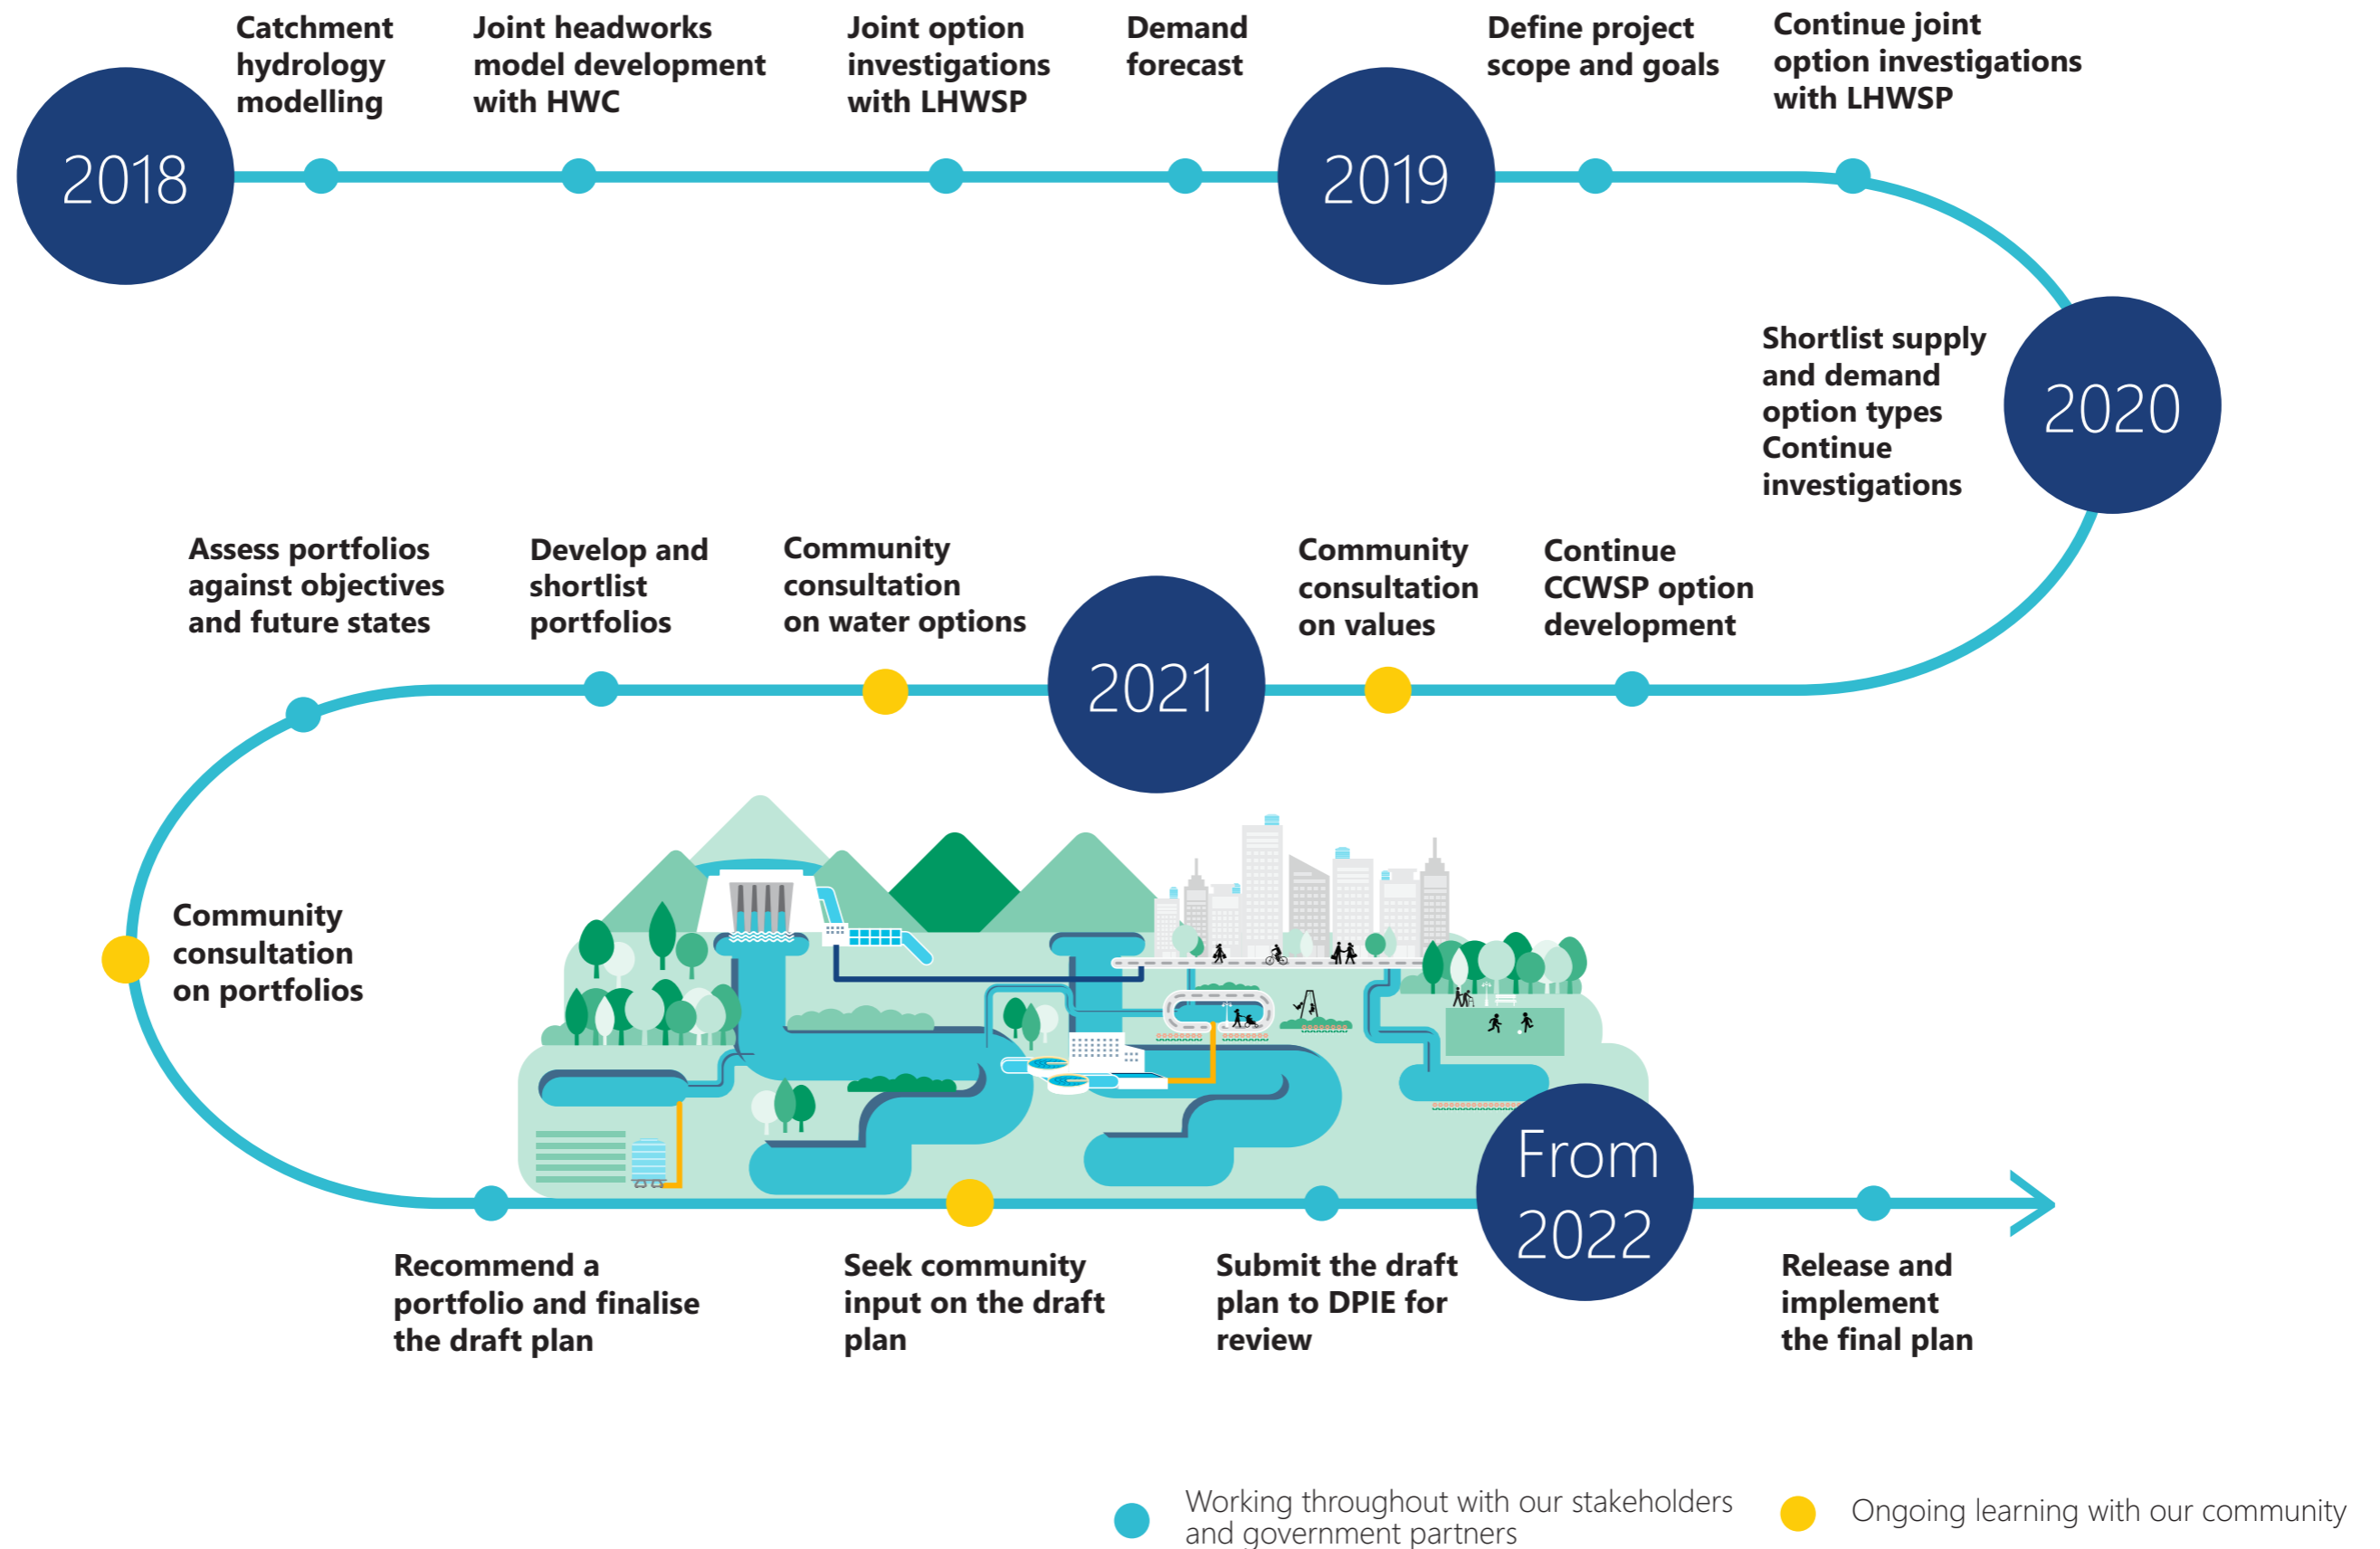 2018
Catchment
hydrology
modelling
Joint headworks
model development
with HWC
Joint option
investigations
with LHWSP
Demand
forecast
2019
Define project
scope and goals
Continue joint
option investigations
with LHWSP
2020
Shortlist supply
and demand
option types
Continue
investigations
Continue
CCWSP option
development
Community
consultation
on values
2021
Community
consultation
on water options
Develop and
shortlist
portfolios
Assess portfolios
against objectives
and future states
Community
consultation
on portfolios
Recommend a
portfolio and finalise
the draft plan
Seek community
input on the draft
plan
Submit the draft
plan to DPIE for
review
From
2022
Release and
implement
the final plan
Working throughout with our stakeholders
and government partners
Ongoing learning with our community